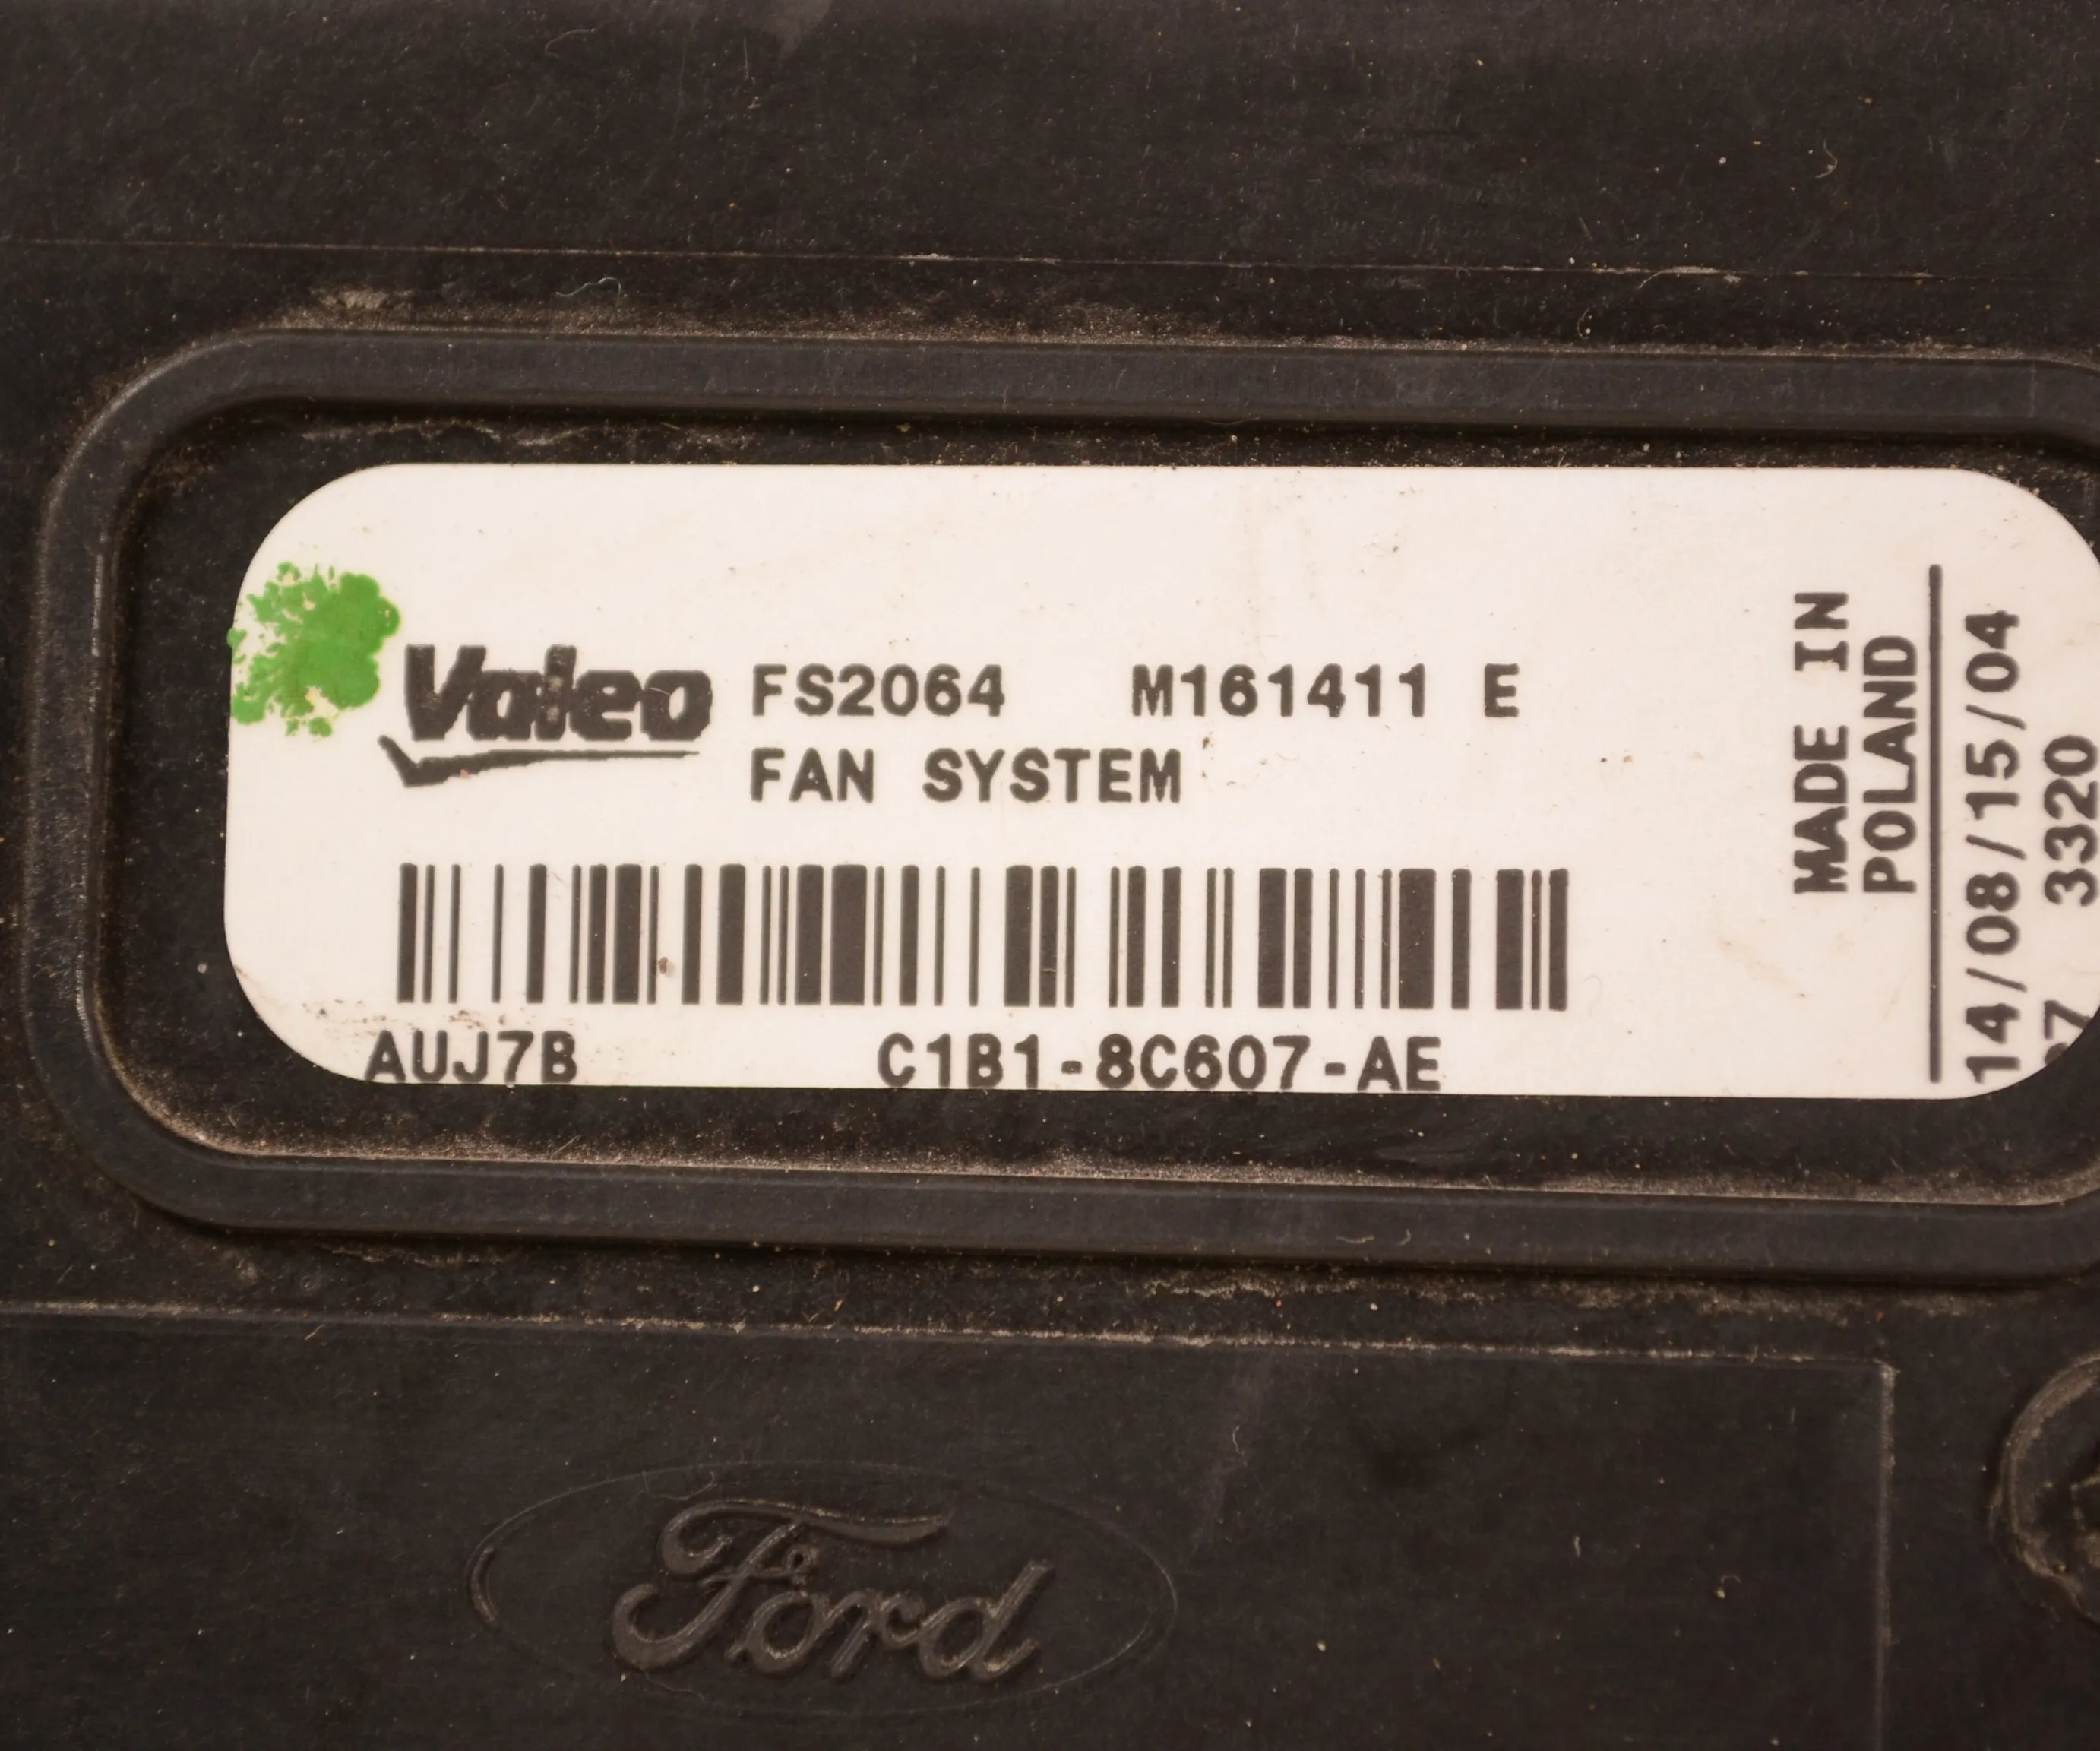 Valeo FS2064 M161411 E
FAN SYSTEM
AUJ7B C1B1-8C607-AE
MADE IN
POLAND
14/08/15/04
3320
Ford